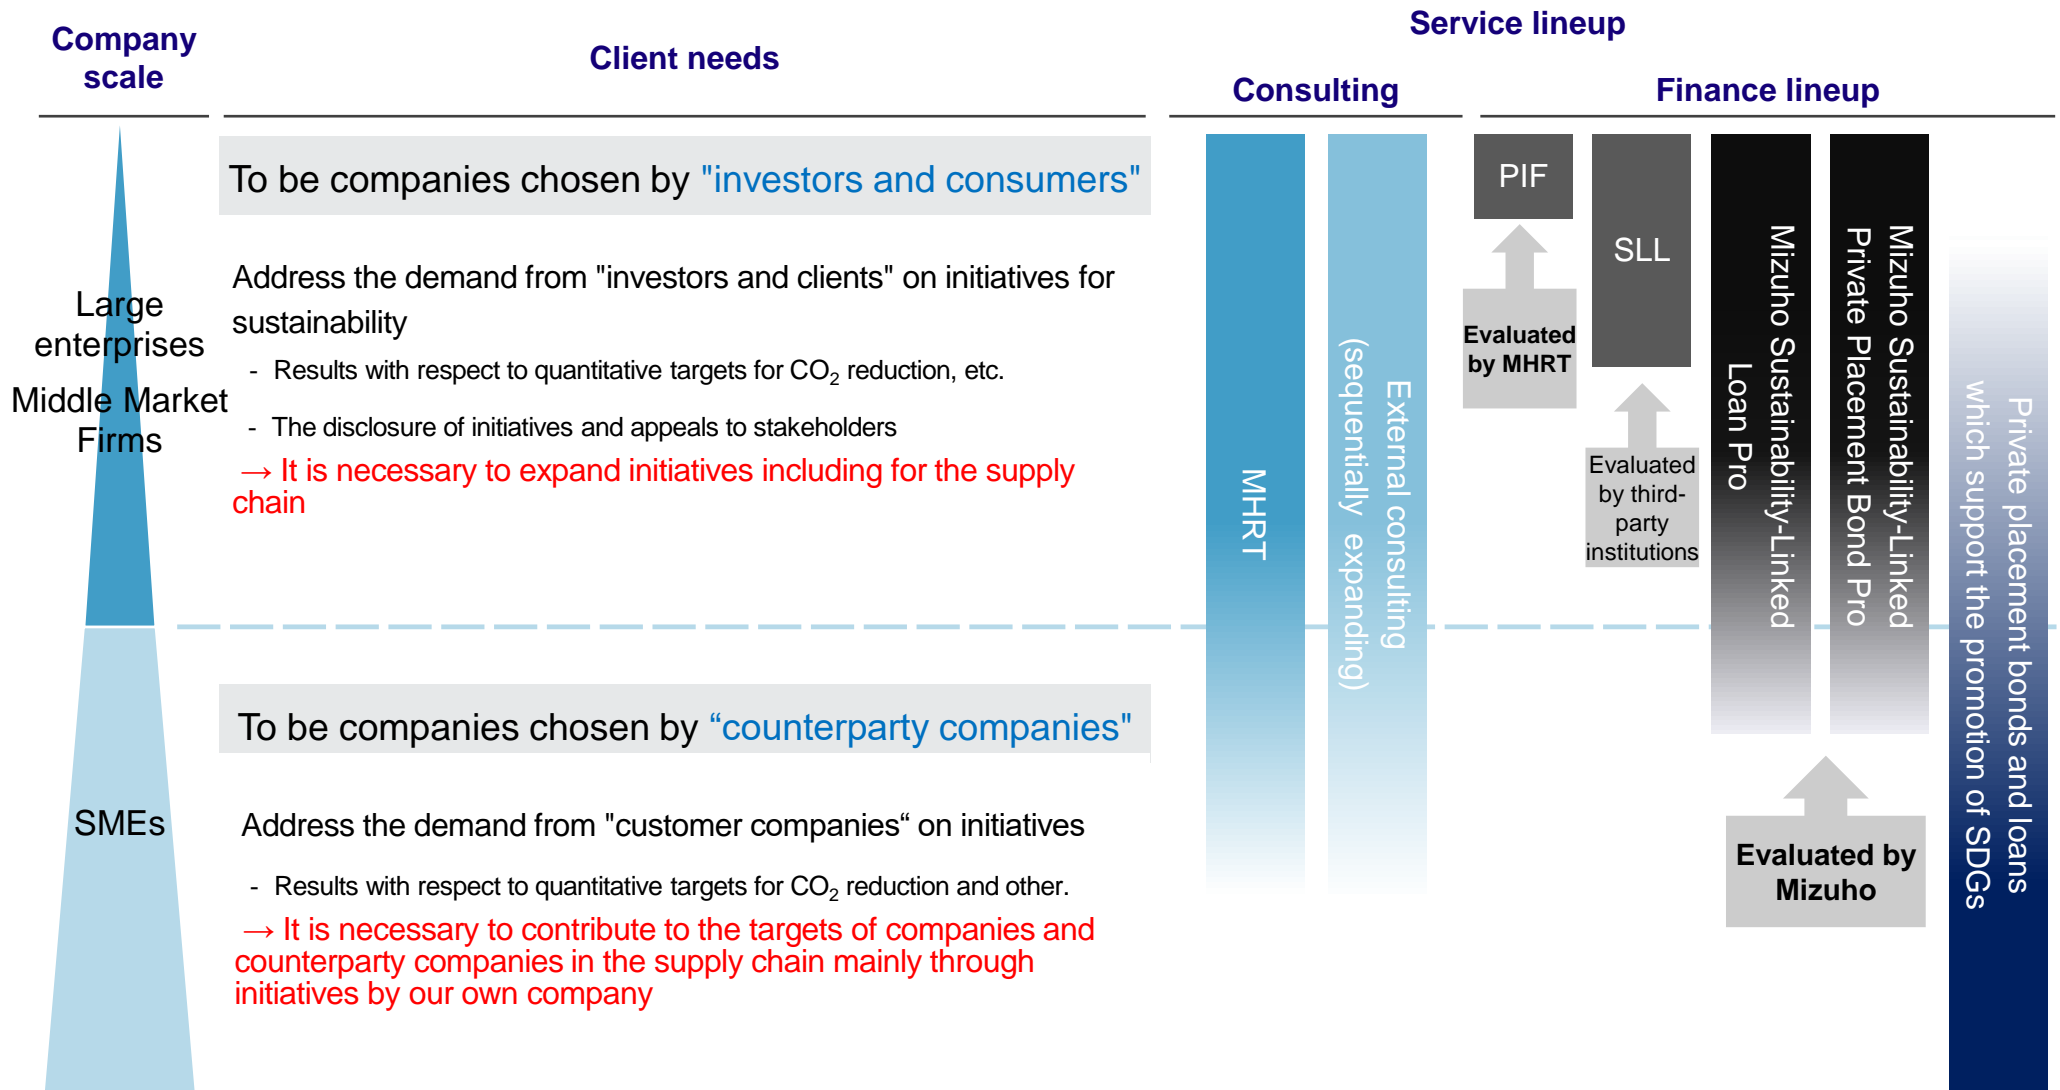 Company
scale
Client needs
Service lineup
Consulting
Finance lineup
Large
enterprises
Middle Market
Firms
SMEs
To be companies chosen by "investors and consumers"
Address the demand from "investors and clients" on initiatives for
sustainability
- Results with respect to quantitative targets for CO₂ reduction, etc.
- The disclosure of initiatives and appeals to stakeholders
→ It is necessary to expand initiatives including for the supply
chain
To be companies chosen by “counterparty companies"
Address the demand from "customer companies“ on initiatives
- Results with respect to quantitative targets for CO₂ reduction and other.
→ It is necessary to contribute to the targets of companies and
counterparty companies in the supply chain mainly through
initiatives by our own company
MHRT
External consulting
(sequentially expanding)
PIF
Evaluated
by MHRT
SLL
Evaluated
by third-
party
institutions
Mizuho Sustainability-Linked
Loan Pro
Mizuho Sustainability-Linked
Private Placement Bond Pro
Evaluated by
Mizuho
Private placement bonds and loans
which support the promotion of SDGs